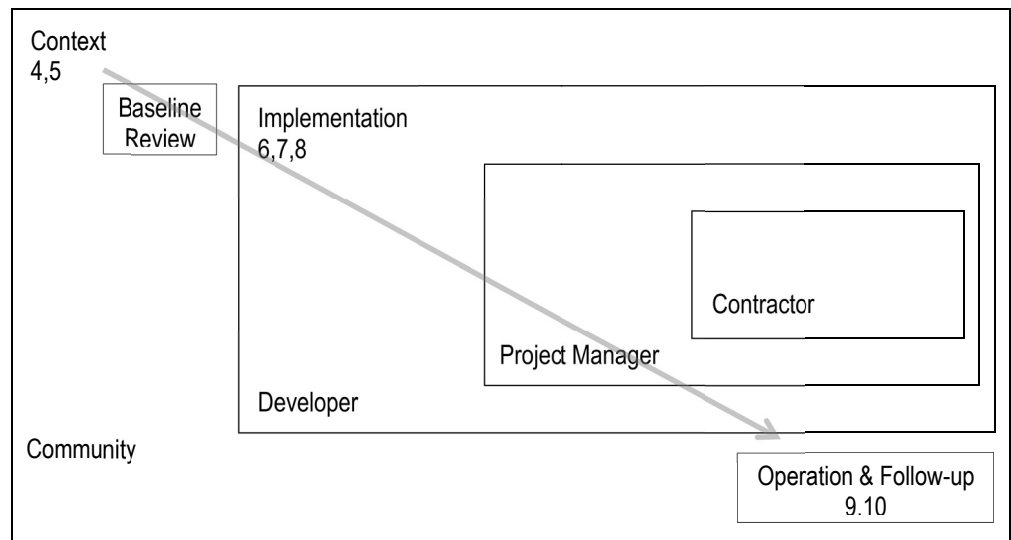 Context
4,5
Baseline
Review
Implementation
6,7,8
Contractor
Project Manager
Developer
Community
Operation & Follow-up
9.10